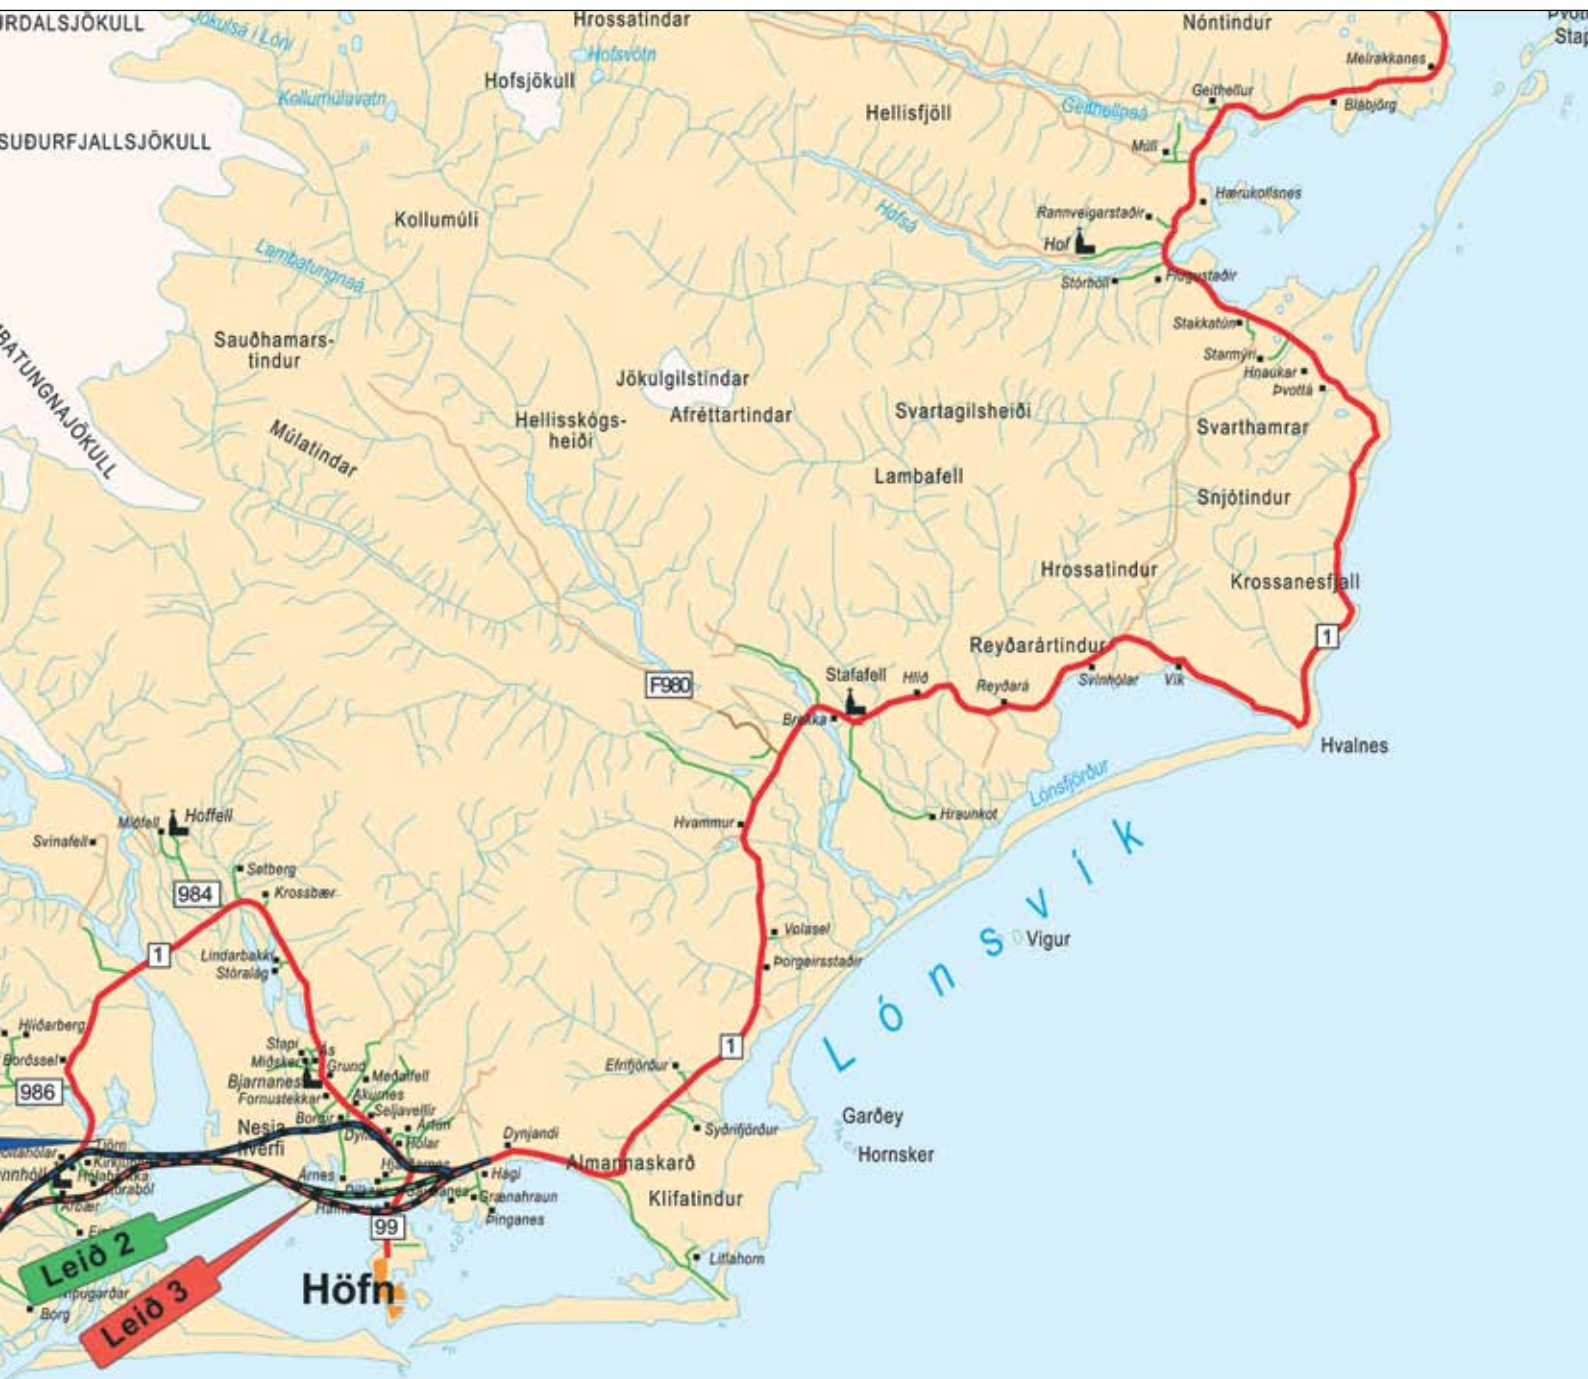 Jökulsá í Lóni
Hrossatindar
Nóntindur
Hofsvötn
Hofsjökull
Melrakkanes
Kollumúlavatn
Geithellur
Blábjörg
Hellisfjöll
SUÐURFJALLSJÖKULL
Múli
Hærukollsnes
Kollumúli
Hofsá
Rannveigarstaðir
Hof
Lambatungnaá
Stórhóll
Flugustaðir
Stakkatún
Sauðhamars-
tindur
Starmýri
Hnaukar
Þvottá
Jökulgilstindar
Afréttartindar
Hellisskógs-
heiði
Svartagilsheiði
Svarthamrar
Múlatindar
Lambafell
Snjótindur
Hrossatindur
Krossanesfjall
1
Reyðarártindur
F980
Stafafell
Hlíð
Reyðará
Svínhólar
Vík
Brekka
Hvalnes
Lónsfjörður
Hraunkot
Hvammur
Miðfell
Hoffell
Svínafell
Setberg
984
Krossbær
Volasel
Lónsvík
Vigur
1
Lindarbakki
Stóralág
Þorgeirsstaðir
Hlíðarberg
1
Stapi
Ás
Miðsker
Grund
Efrifjörður
Bjarnanes
Meðalfell
986
Fornustekkar
Akurnes
Seljavellir
Borgir
Árfun
Garðey
Nesja
hverfi
Hólar
Syðrifjörður
Dynjandi
Hornsker
Tjörn
Almannaskarð
Árnes
Hagi
Grænahraun
Klifatindur
Þinganes
99
Árbær
Leið 2
Litlahorn
Leið 3
Höfn
Borg